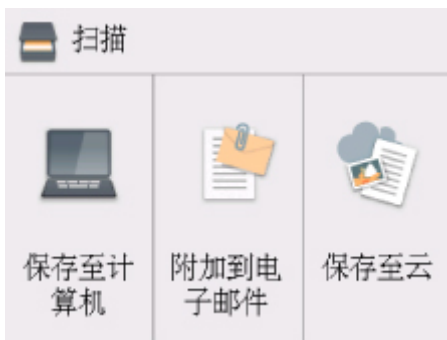 扫描
保存至计
算机
附加到电
子邮件
保存至云